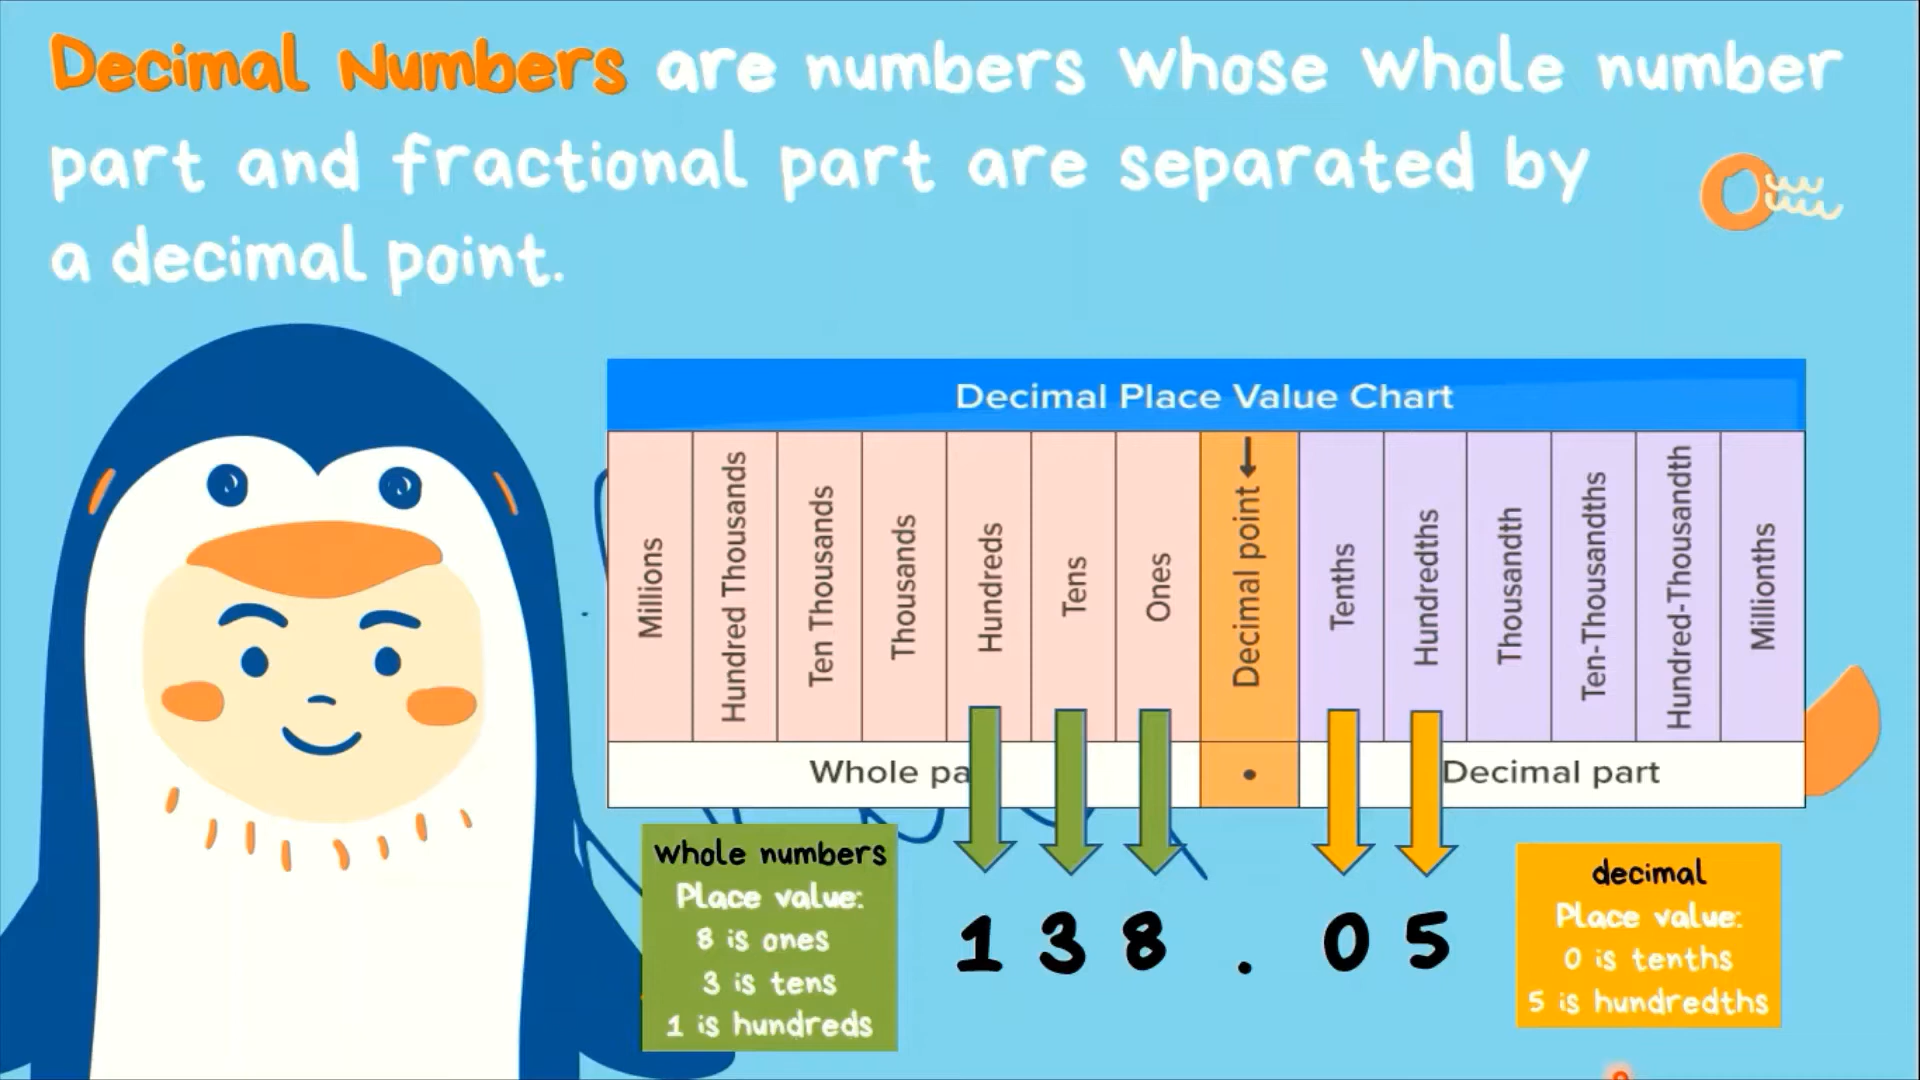 Decimal Numbers are numbers whose whole number
part and fractional part are separated by
a decimal point.
Decimal Place Value Chart
Millions
Hundred Thousands
Ten Thousands
Thousands
Hundreds
Tens
Ones
Decimal point
Tenths
Hundredths
Thousandth
Ten-Thousandths
Hundred-Thousandth
Millionths
Whole pa
.
Decimal part
whole numbers
Place value:
8 is ones
3 is tens
1 is hundreds
138.05
decimal
Place value:
0 is tenths
5 is hundredths